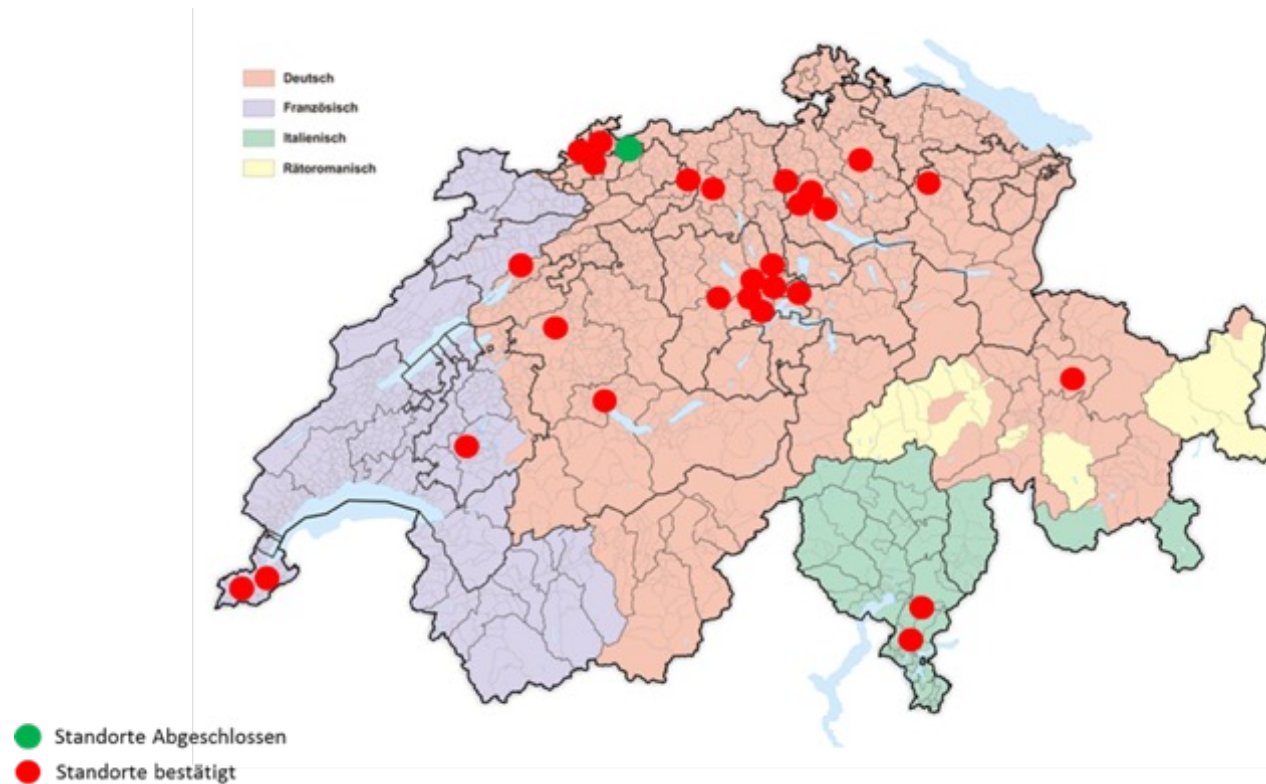 Deutsch
Französisch
Italienisch
Rätoromanisch
Standorte Abgeschlossen
Standorte bestätigt